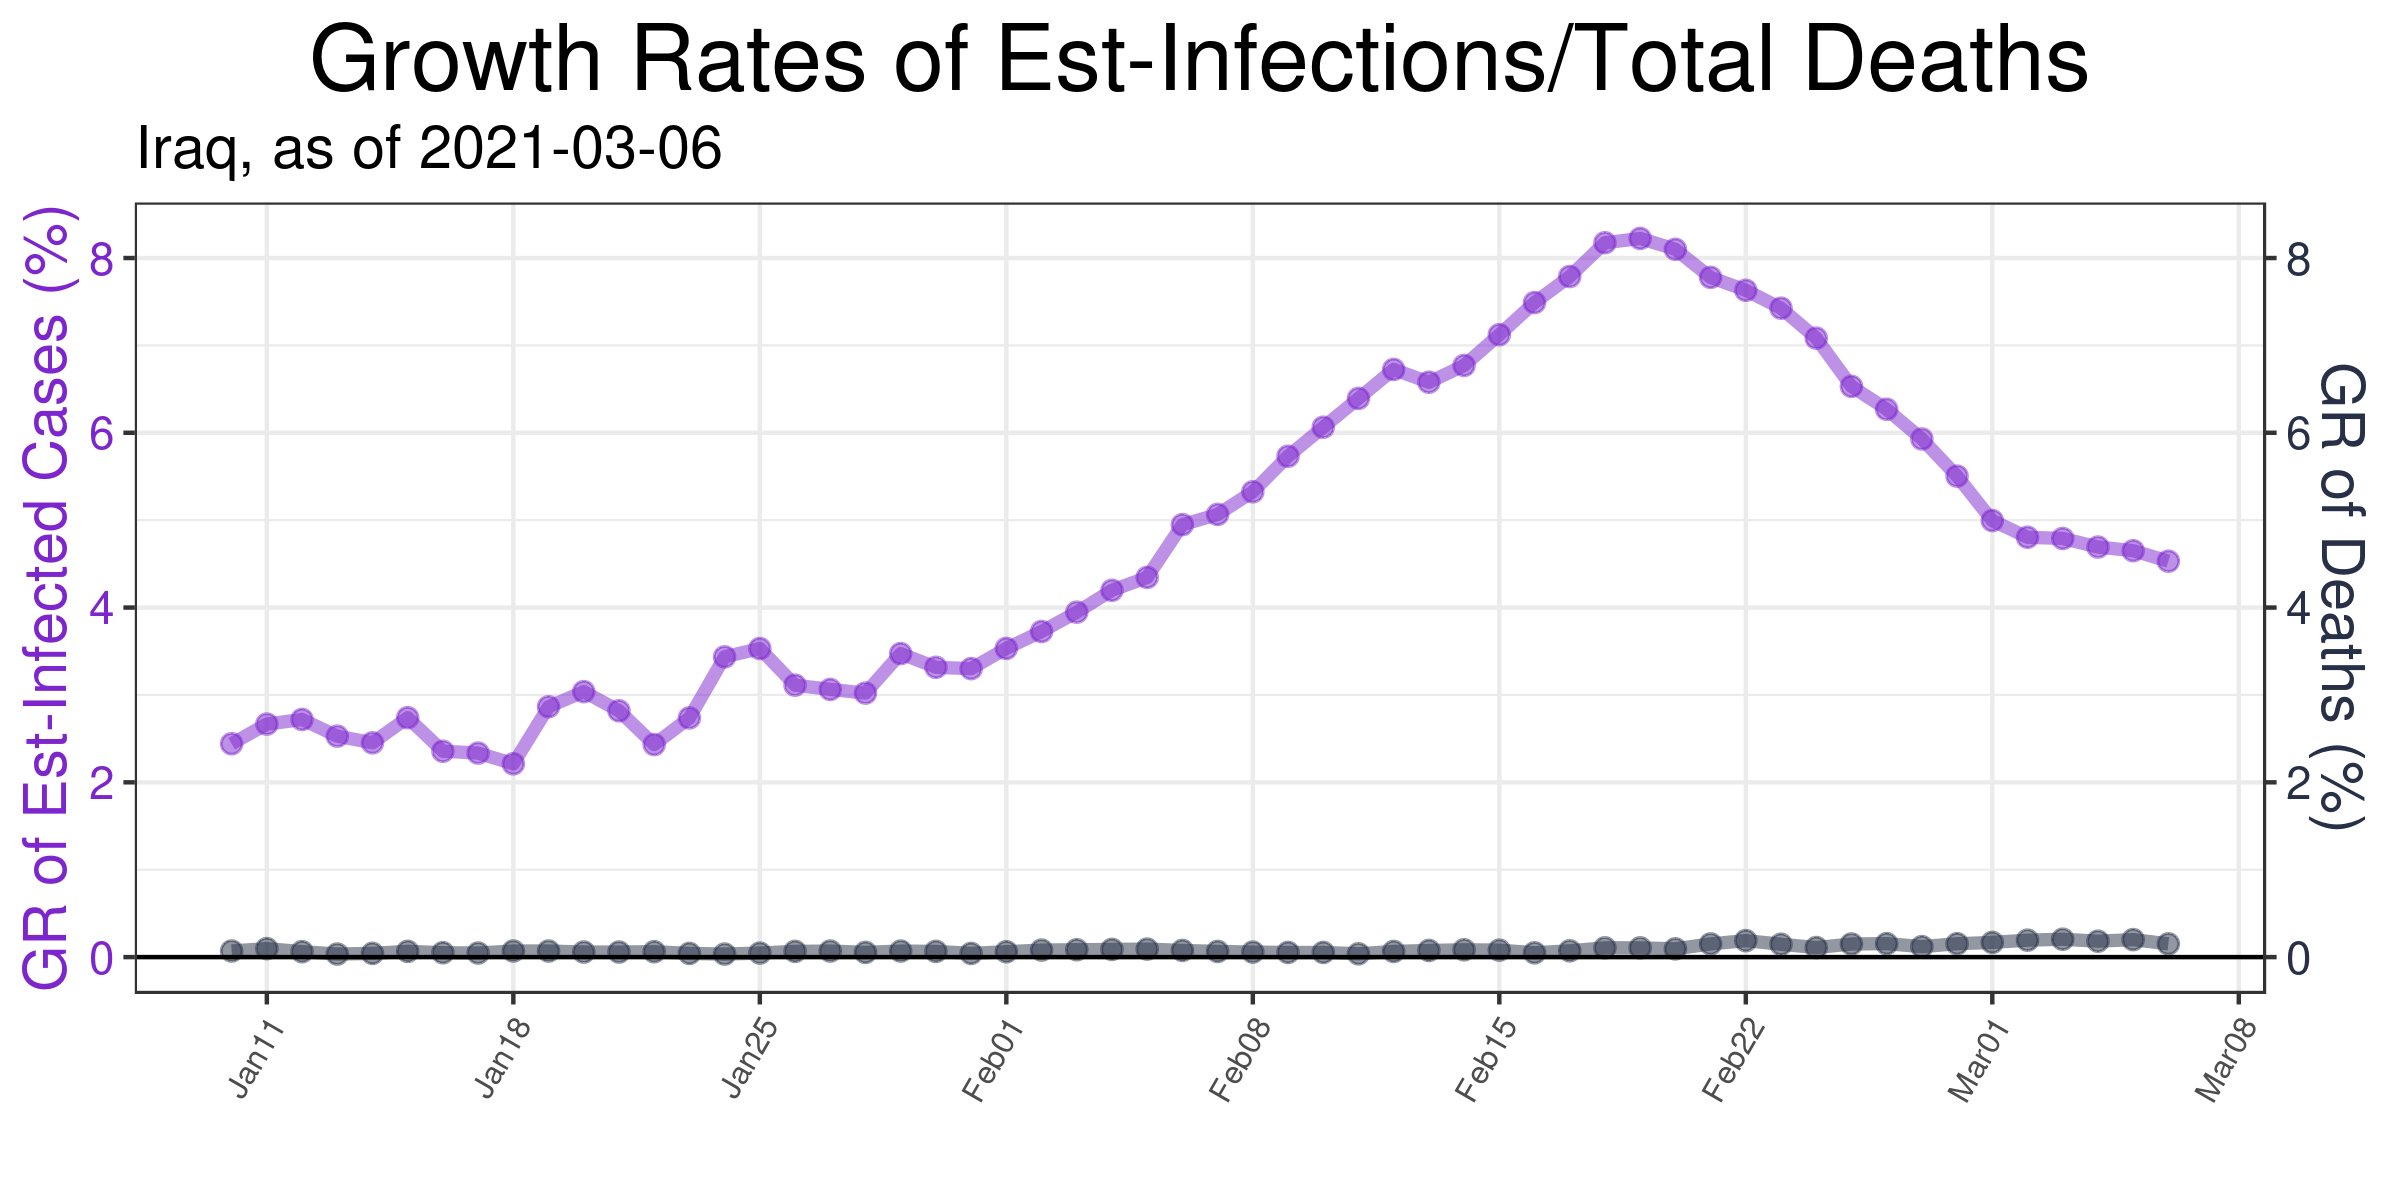 Growth Rates of Est-Infections/Total Deaths
Iraq, as of 2021-03-06
GR of Est-Infected Cases (%)
8
6
4
2
0
8
6
4
2
0
GR of Deaths (%)
Jan11
Jan18
Jan25
Feb01
Feb08
Feb15
Feb22
Mar01
Mar08